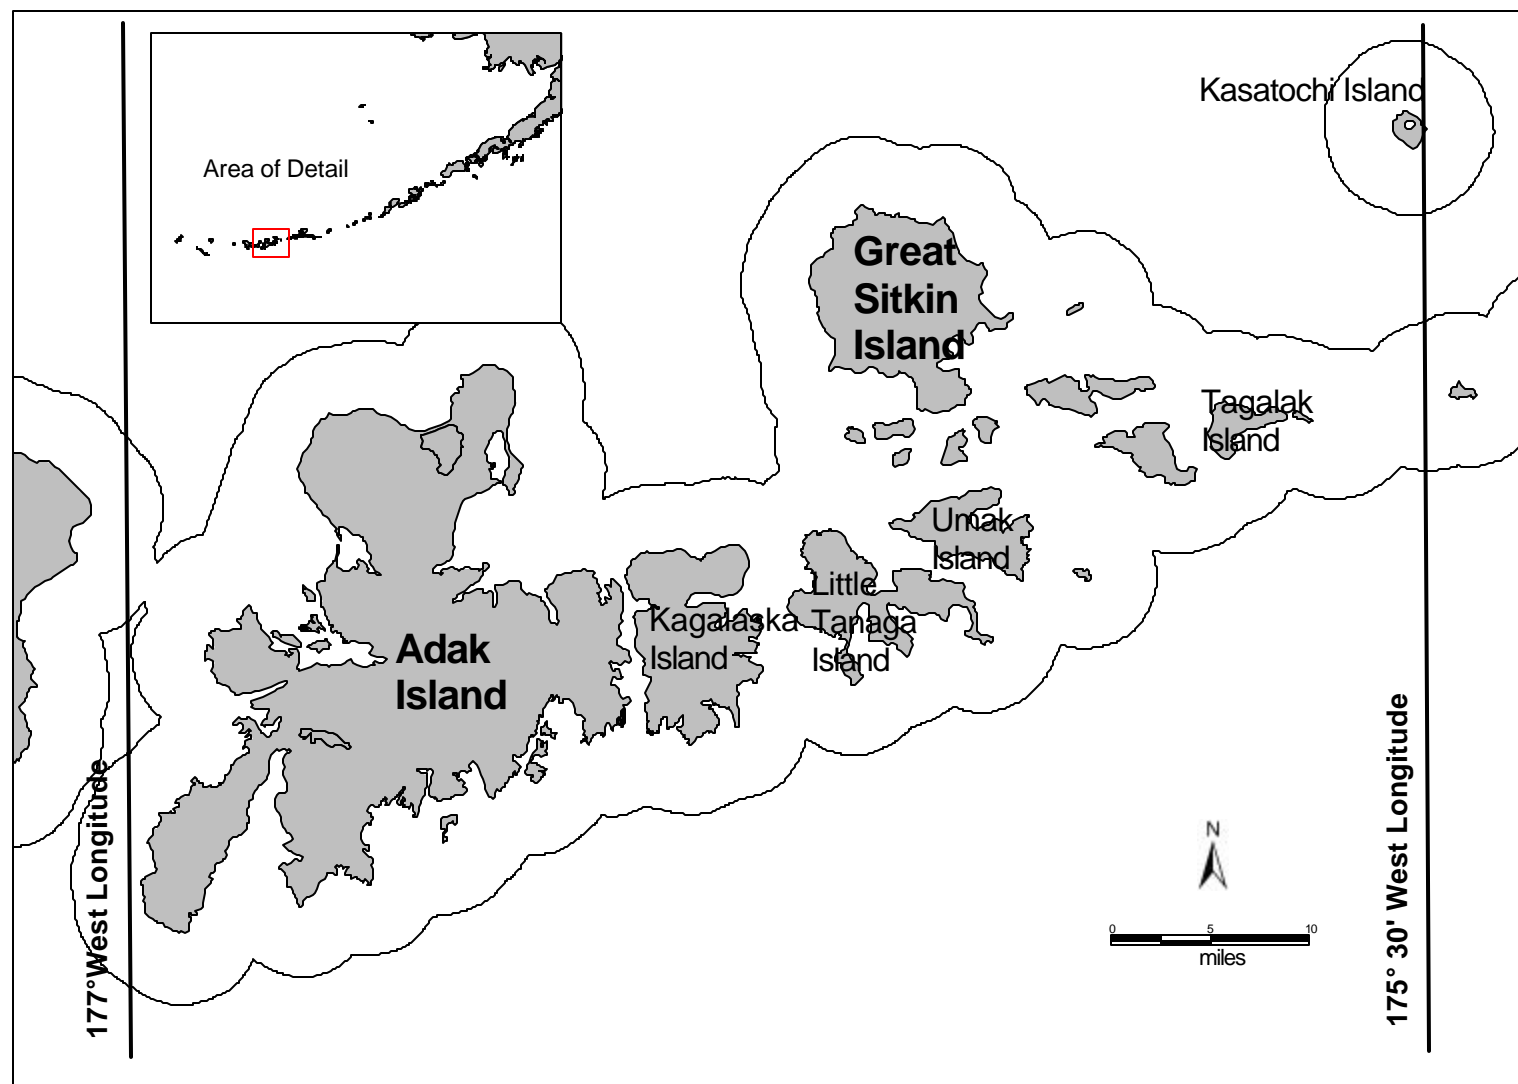 Kasatochi Island
Area of Detail
Great
Sitkin
Island
Tagalak
Island
Umak
Island
Little
Tanaga
Island
Kagalaska
Island
Adak
Island
177°West Longitude
175° 30' West Longitude
N
0 5 10
miles